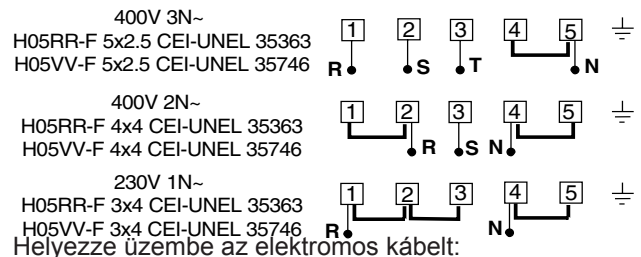 400V 3N~
H05RR-F 5x2.5 CEI-UNEL 35363
H05VV-F 5x2.5 CEI-UNEL 35746
1 2 3 4 5
R S T N
400V 2N~
H05RR-F 4x4 CEI-UNEL 35363
H05VV-F 4x4 CEI-UNEL 35746
1 2 3 4 5
R S N
230V 1N~
H05RR-F 3x4 CEI-UNEL 35363
H05VV-F 3x4 CEI-UNEL 35746
1 2 3 4 5
R N
Helyezze üzembe az elektromos kábelt: